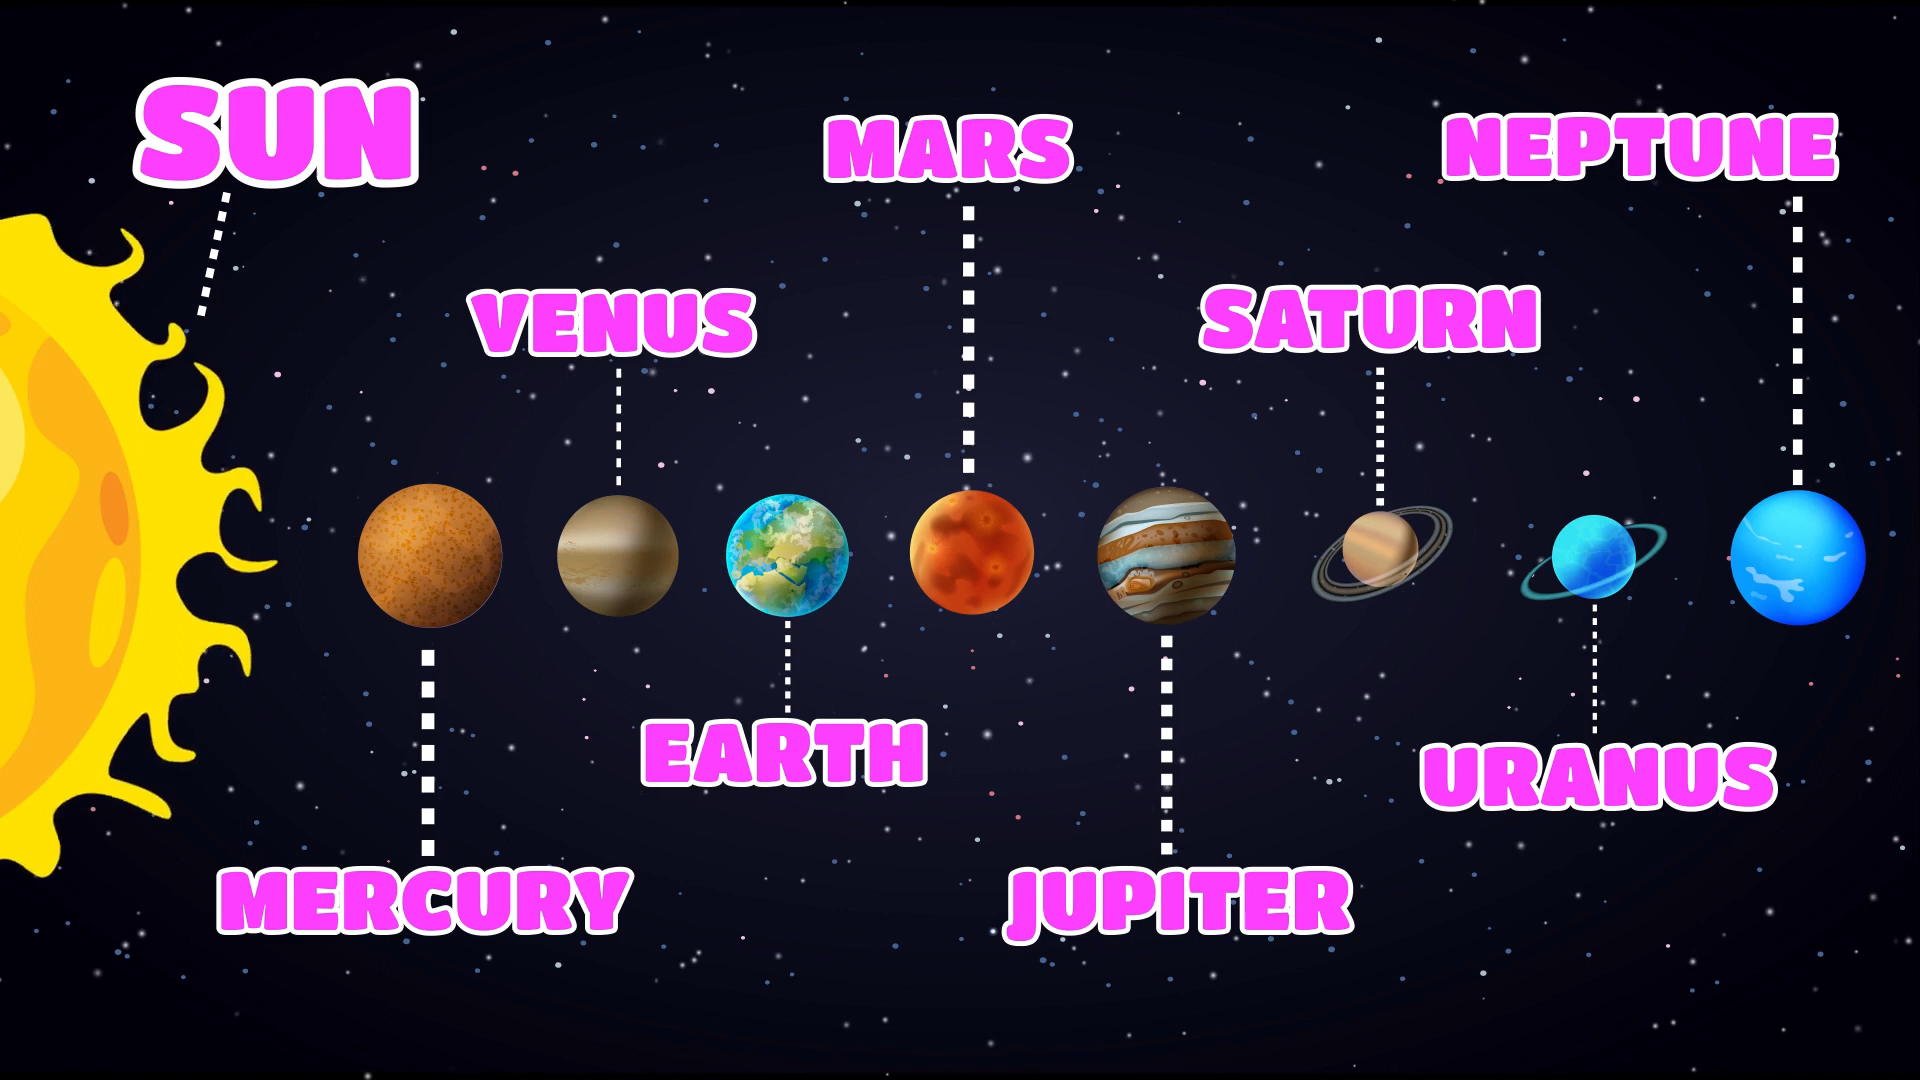 SUN
MARS
NEPTUNE
VENUS
SATURN
EARTH
URANUS
MERCURY
JUPITER